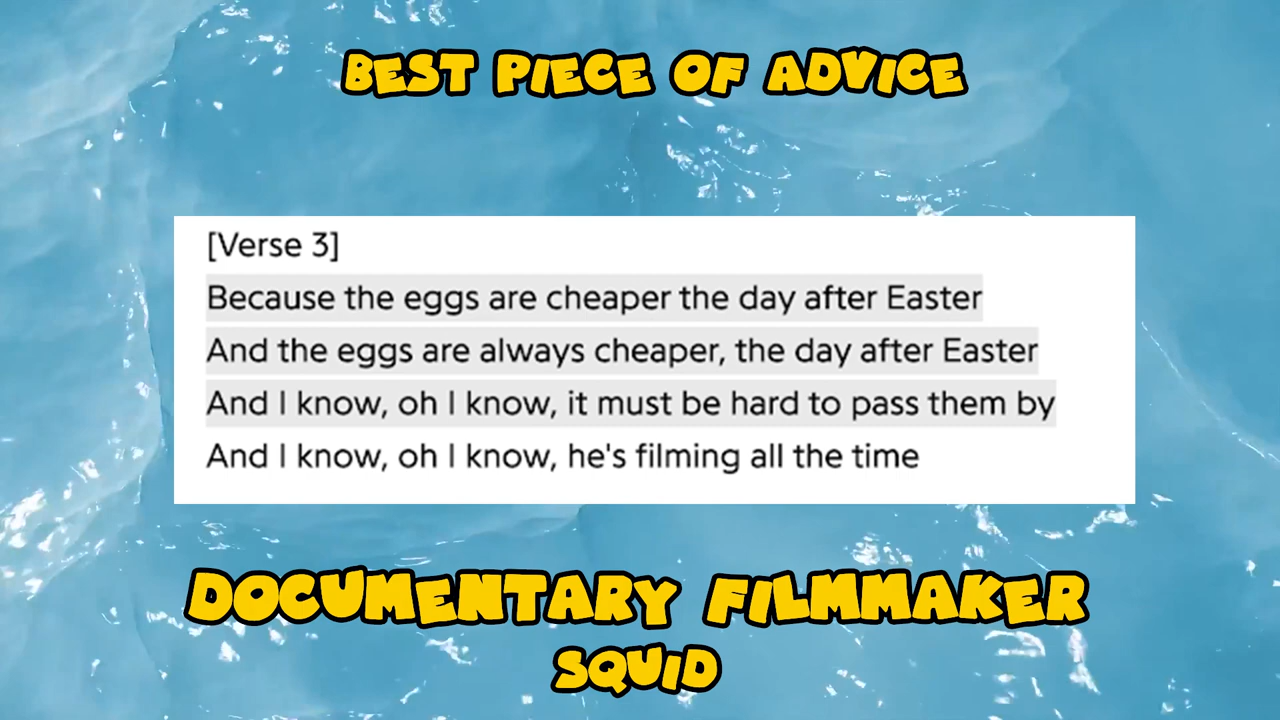 BEST PIECE OF ADVICE
[Verse 3]
Because the eggs are cheaper the day after Easter
And the eggs are always cheaper, the day after Easter
And I know, oh I know, it must be hard to pass them by
And I know, oh I know, he's filming all the time
DOCUMENTARY FILMMAKER
SQUID